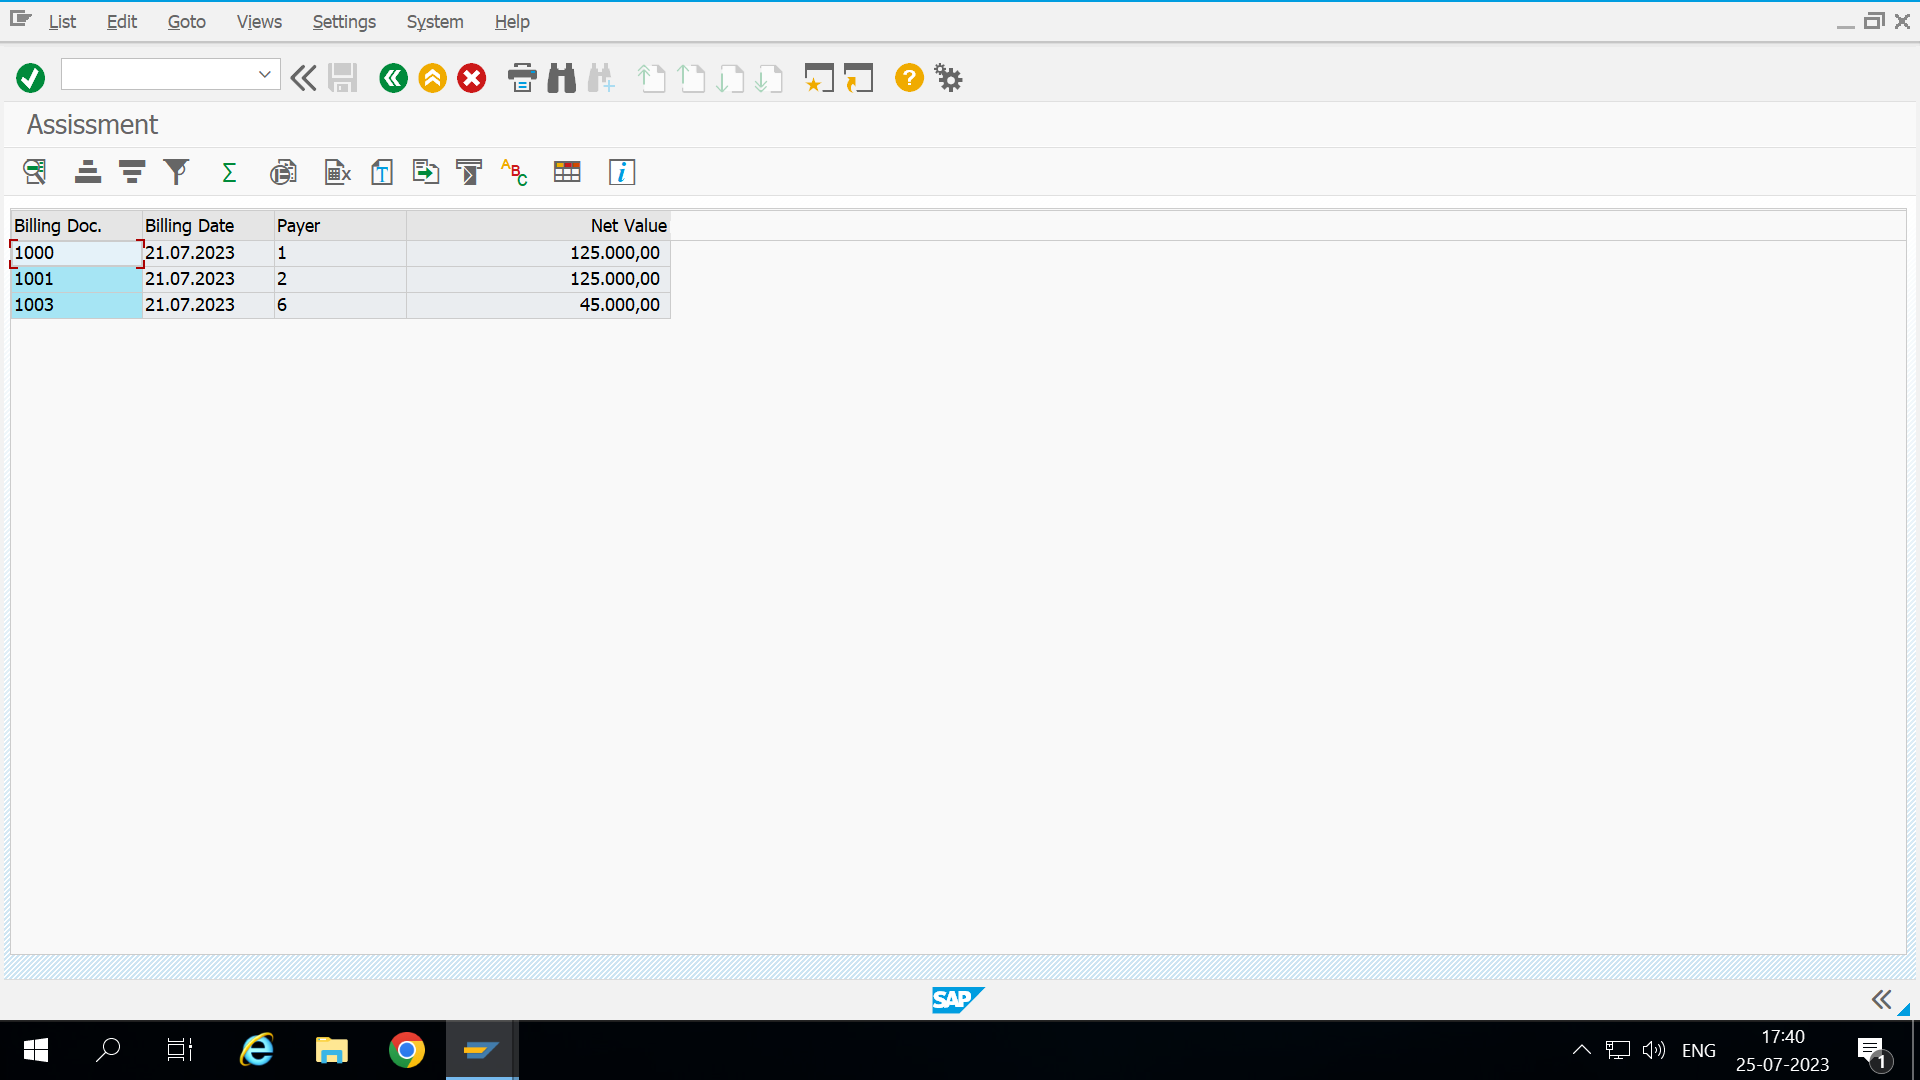 List Edit Goto Views Settings System Help
Assissment
Billing Doc. Billing Date Payer Net Value
1000 21.07.2023 1 125.000,00
1001 21.07.2023 2 125.000,00
1003 21.07.2023 6 45.000,00
SAP
ENG
17:40
25-07-2023
1